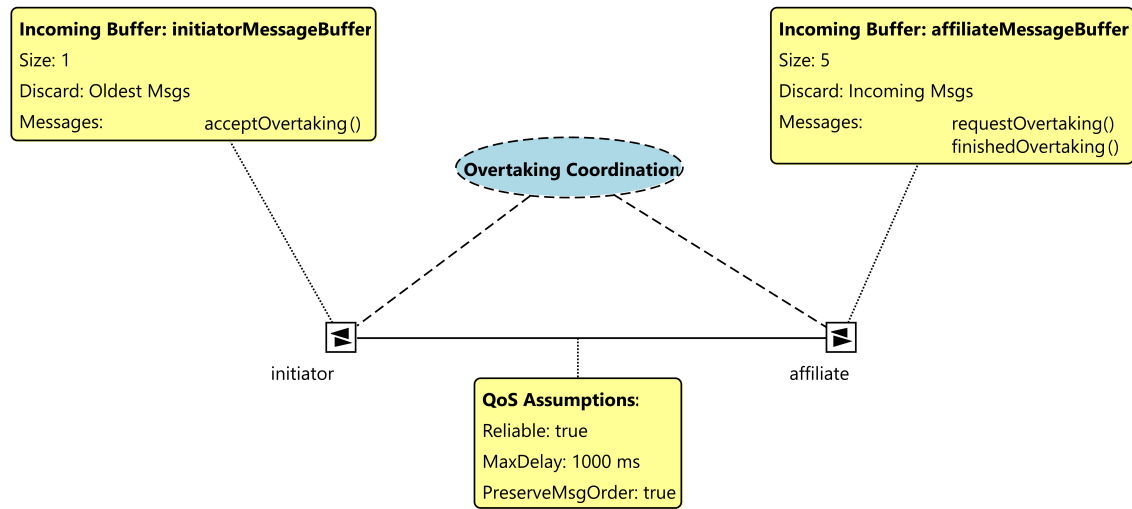 Incoming Buffer: initiatorMessageBuffer
Size: 1
Discard: Oldest Msgs
Messages: acceptOvertaking()
Incoming Buffer: affiliateMessageBuffer
Size: 5
Discard: Incoming Msgs
Messages: requestOvertaking()
finishedOvertaking()
Overtaking Coordination
initiator
affiliate
QoS Assumptions:
Reliable: true
MaxDelay: 1000 ms
PreserveMsgOrder: true